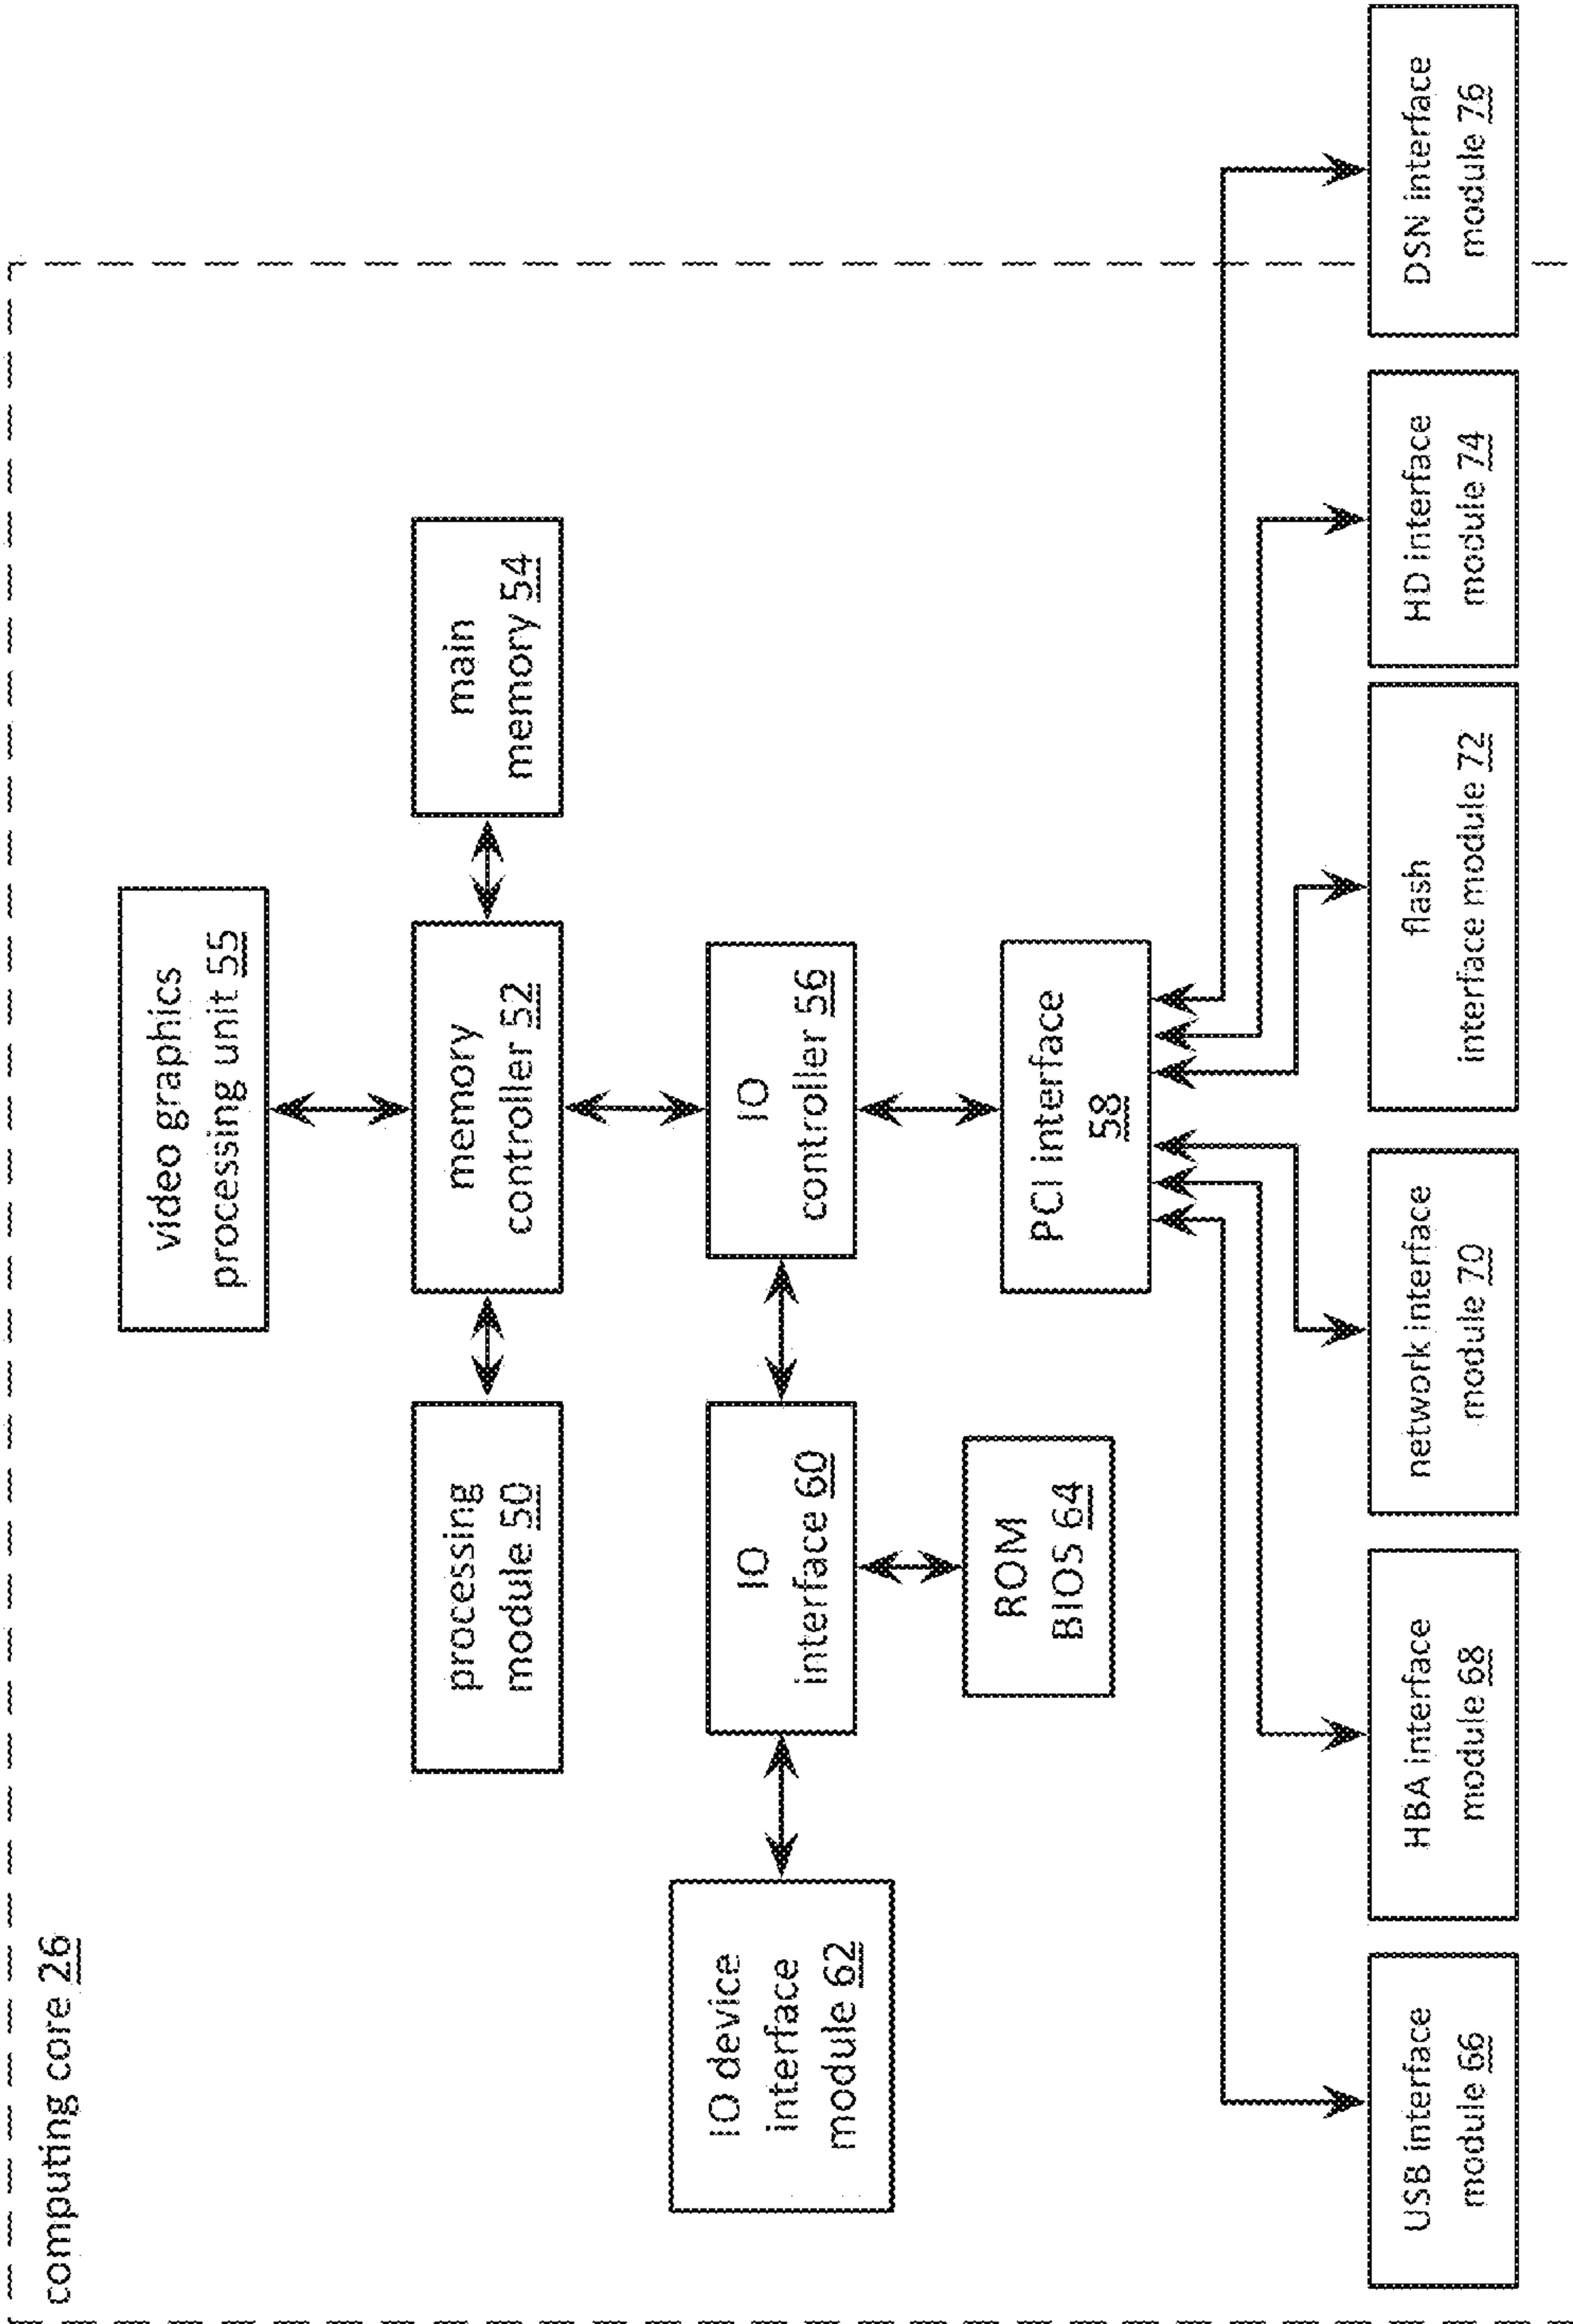 computing core 26
video graphics
processing unit 55
processing
module 50
memory
controller 52
main
memory 54
IO device
interface
module 62
IO
interface 60
IO
controller 56
ROM
BIOS 64
PCI interface
58
USB interface
module 66
HBA interface
module 68
network interface
module 70
flash
interface module 72
HD interface
module 74
DSN interface
module 76